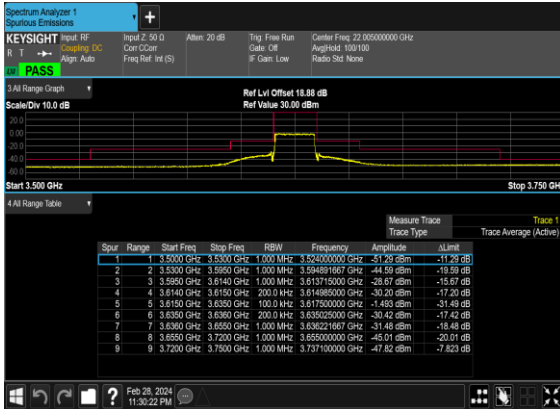 Spectrum Analyzer 1
Spurious Emissions
KEYSIGHT
R T
Input: RF
Coupling: DC
Align: Auto
Input Z: 50 Ω
Corr CCorr
Freq Ref: Int (S)
Atten: 20 dB
Trig: Free Run
Gate: Off
IF Gain: Low
Center Freq: 22.005000000 GHz
Avg|Hold: 100/100
Radio Std: None
PASS
3 All Range Graph
Ref Lvl Offset 18.88 dB
Scale/Div 10.0 dB
Ref Value 30.00 dBm
20.0
0.00
-20.0
-40.0
-60.0
Start 3.500 GHz
Stop 3.750 GH
4 All Range Table
Measure Trace Trace 1
Trace Type Trace Average (Active)
Spur Range Start Freq Stop Freq RBW Frequency Amplitude ΔLimit
1 1 3.5000 GHz 3.5300 GHz 1.000 MHz 3.524000000 GHz -51.29 dBm -11.29 dB
2 2 3.5300 GHz 3.5950 GHz 1.000 MHz 3.594891667 GHz -44.59 dBm -19.59 dB
3 3 3.5950 GHz 3.6140 GHz 1.000 MHz 3.613715000 GHz -28.67 dBm -15.67 dB
4 4 3.6140 GHz 3.6150 GHz 200.0 kHz 3.614985000 GHz -30.20 dBm -17.20 dB
5 5 3.6150 GHz 3.6350 GHz 100.0 kHz 3.617500000 GHz -1.493 dBm -31.49 dB
6 6 3.6350 GHz 3.6360 GHz 200.0 kHz 3.635025000 GHz -30.42 dBm -17.42 dB
7 7 3.6360 GHz 3.6550 GHz 1.000 MHz 3.636221667 GHz -31.48 dBm -18.48 dB
8 8 3.6550 GHz 3.7200 GHz 1.000 MHz 3.655000000 GHz -45.01 dBm -20.01 dB
9 9 3.7200 GHz 3.7500 GHz 1.000 MHz 3.737100000 GHz -47.82 dBm -7.823 dB
Feb 28, 2024
11:30:22 PM